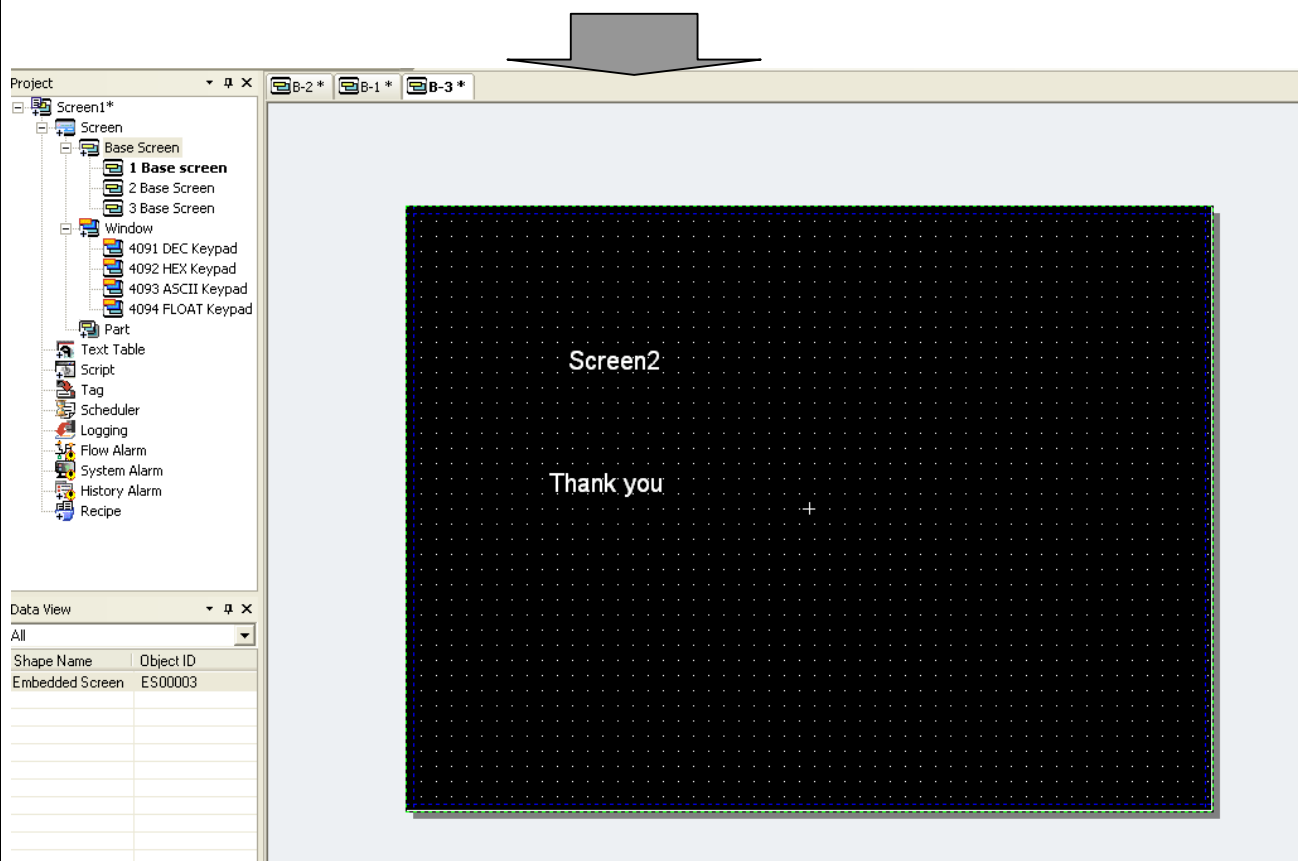 Project
B-2 * B-1 * B-3 *
Screen1*
Screen
Base Screen
1 Base screen
2 Base Screen
3 Base Screen
Window
4091 DEC Keypad
4092 HEX Keypad
4093 ASCII Keypad
4094 FLOAT Keypad
Part
Text Table
Script
Tag
Scheduler
Logging
Flow Alarm
System Alarm
History Alarm
Recipe
Screen2
Thank you
Data View
All
Shape Name Object ID
Embedded Screen ES00003